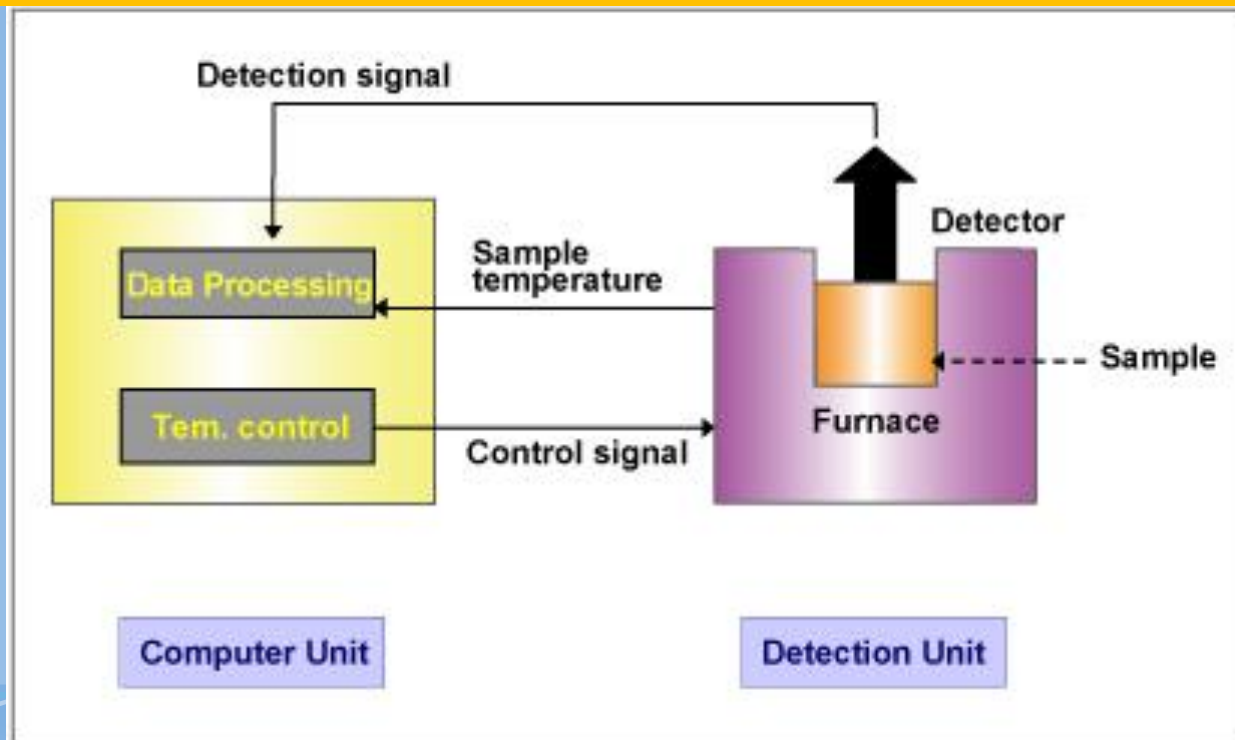 Detection signal
Detector
Sample
temperature
Data Processing
Sample
Tem. control
Furnace
Control signal
Computer Unit
Detection Unit